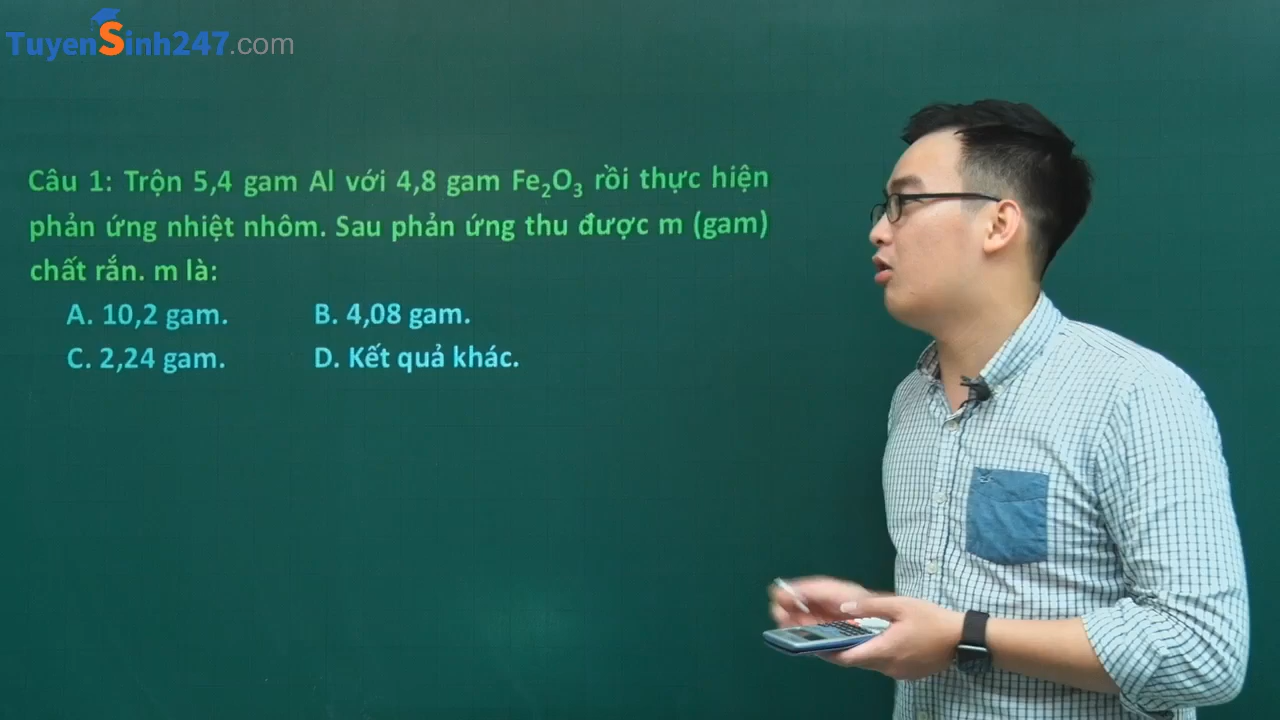 TuyenSinh247.com
Câu 1: Trộn 5,4 gam Al với 4,8 gam Fe₂O₃ rồi thực hiện
phản ứng nhiệt nhôm. Sau phản ứng thu được m (gam)
chất rắn. m là:
A. 10,2 gam. B. 4,08 gam.
C. 2,24 gam. D. Kết quả khác.